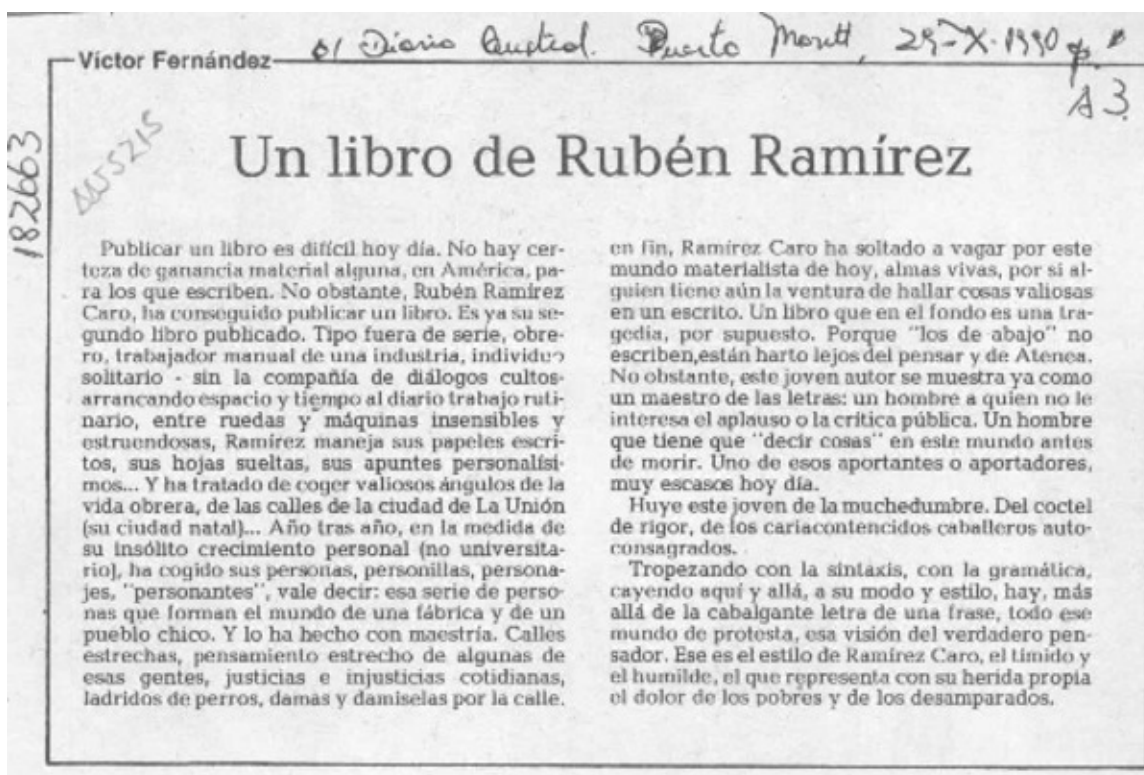 Víctor Fernández
El Diario Austral. Puerto Montt, 29-X-1990 p.
A 3.
182663
Un libro de Rubén Ramírez
Publicar un libro es difícil hoy día. No hay cer-
teza de ganancia material alguna, en América, pa-
ra los que escriben. No obstante, Rubén Ramírez
Caro, ha conseguido publicar un libro. Es ya su se-
gundo libro publicado. Tipo fuera de serie, obre-
ro, trabajador manual de una industria, individuo
solitario - sin la compañía de diálogos cultos-
arrancando espacio y tiempo al diario trabajo ruti-
nario, entre ruedas y máquinas insensibles y
estruendosas, Ramírez maneja sus papeles escri-
tos, sus hojas sueltas, sus apuntes personalísi-
mos... Y ha tratado de coger valiosos ángulos de la
vida obrera, de las calles de la ciudad de La Unión
(su ciudad natal)... Año tras año, en la medida de
su insólito crecimiento personal (no universita-
rio), ha cogido sus personas, personillas, persona-
jes, "personantes", vale decir: esa serie de perso-
nas que forman el mundo de una fábrica y de un
pueblo chico. Y lo ha hecho con maestría. Calles
estrechas, pensamiento estrecho de algunas de
esas gentes, justicias e injusticias cotidianas,
ladridos de perros, damas y damiselas por la calle.
en fin, Ramírez Caro ha soltado a vagar por este
mundo materialista de hoy, almas vivas, por si al-
guien tiene aún la ventura de hallar cosas valiosas
en un escrito. Un libro que en el fondo es una tra-
gedia, por supuesto. Porque "los de abajo" no
escriben,están harto lejos del pensar y de Atenea.
No obstante, este joven autor se muestra ya como
un maestro de las letras: un hombre a quien no le
interesa el aplauso o la crítica pública. Un hombre
que tiene que "decir cosas" en este mundo antes
de morir. Uno de esos aportantes o aportadores,
muy escasos hoy día.
Huye este joven de la muchedumbre. Del coctel
de rigor, de los cariacontencidos caballeros auto-
consagrados.
Tropezando con la sintaxis, con la gramática,
cayendo aquí y allá, a su modo y estilo, hay, más
allá de la cabalgante letra de una frase, todo ese
mundo de protesta, esa visión del verdadero pen-
sador. Ese es el estilo de Ramírez Caro, el tímido y
el humilde, el que representa con su herida propia
el dolor de los pobres y de los desamparados.